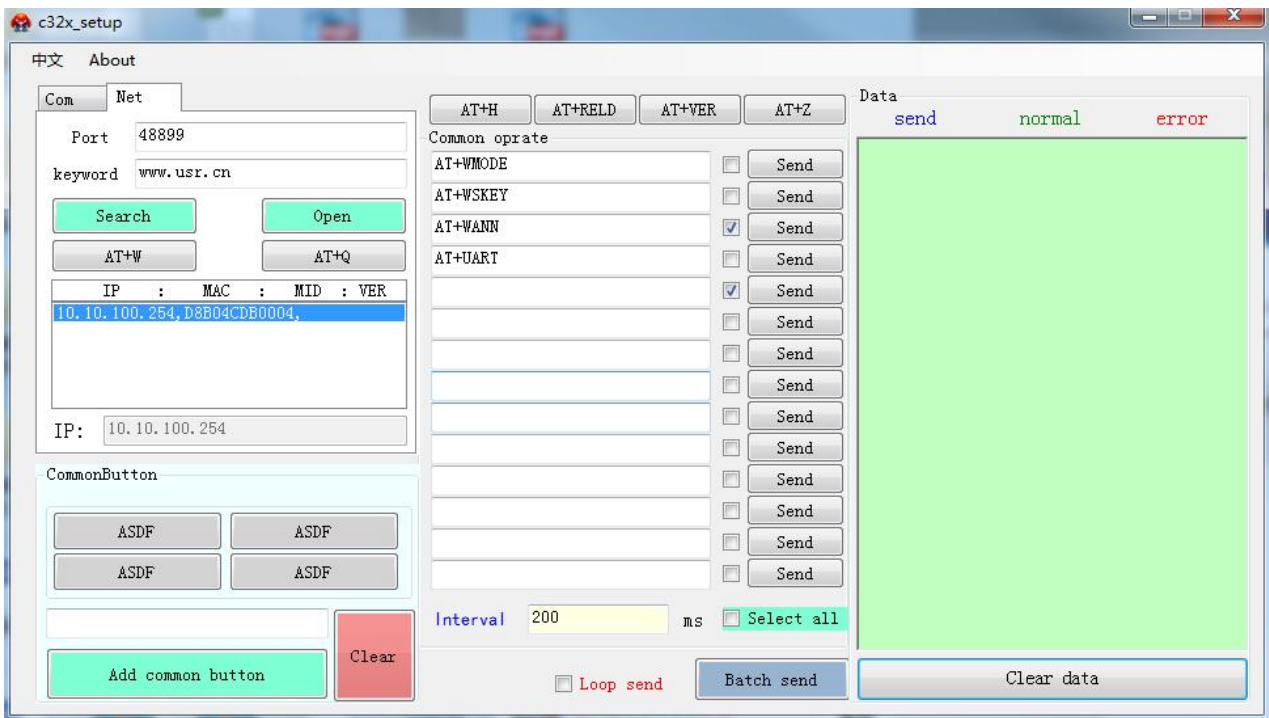 c32x_setup
中文 About
Com Net
Port 48899
keyword www.usr.cn
Search Open
AT+W AT+Q
IP : MAC : MID : VER
10.10.100.254,D8B04CDB0004,
IP: 10.10.100.254
CommonButton
ASDF ASDF
ASDF ASDF
Add common button
Clear
AT+H AT+RELD AT+VER AT+Z
Common oprate
AT+WMODE Send
AT+WSKEY Send
AT+WANN Send
AT+UART Send
Send
Send
Send
Send
Send
Send
Send
Send
Send
Send
Interval 200 ms Select all
Loop send Batch send
Data
send normal error
Clear data